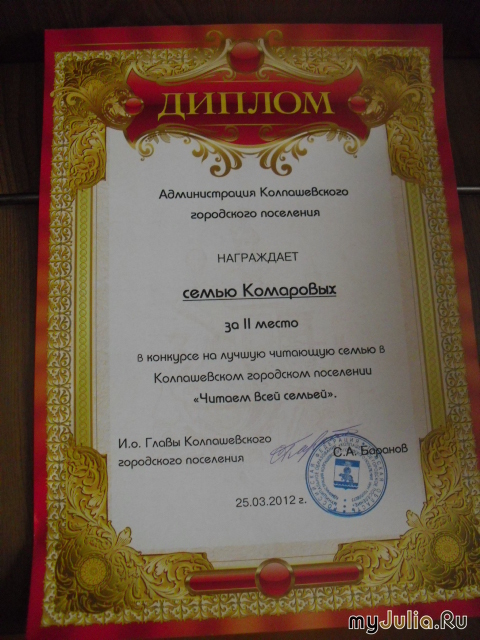 ДИПЛОМ
Администрация Колпашевского
городского поселения
НАГРАЖДАЕТ
семью Комаровых
за II место
в конкурсе на лучшую читающую семью в
Колпашевском городском поселении
«Читаем всей семьей».
И.о. Главы Колпашевского
городского поселения
С.А. Баранов
25.03.2012 г.
myJulia.Ru